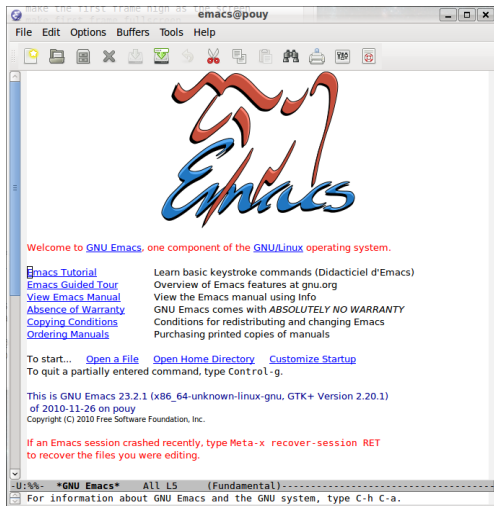 make the first frame high as the screen
emacs@pouy
File Edit Options Buffers Tools Help
Emacs
Welcome to GNU Emacs, one component of the GNU/Linux operating system.
Emacs Tutorial Learn basic keystroke commands (Didacticiel d'Emacs)
Emacs Guided Tour Overview of Emacs features at gnu.org
View Emacs Manual View the Emacs manual using Info
Absence of Warranty GNU Emacs comes with ABSOLUTELY NO WARRANTY
Copying Conditions Conditions for redistributing and changing Emacs
Ordering Manuals Purchasing printed copies of manuals
To start... Open a File Open Home Directory Customize Startup
To quit a partially entered command, type Control-g.
This is GNU Emacs 23.2.1 (x86_64-unknown-linux-gnu, GTK+ Version 2.20.1)
of 2010-11-26 on pouy
Copyright (C) 2010 Free Software Foundation, Inc.
If an Emacs session crashed recently, type Meta-x recover-session RET
to recover the files you were editing.
-U:%%- *GNU Emacs* All L5 (Fundamental)-----------------------------------
For information about GNU Emacs and the GNU system, type C-h C-a.